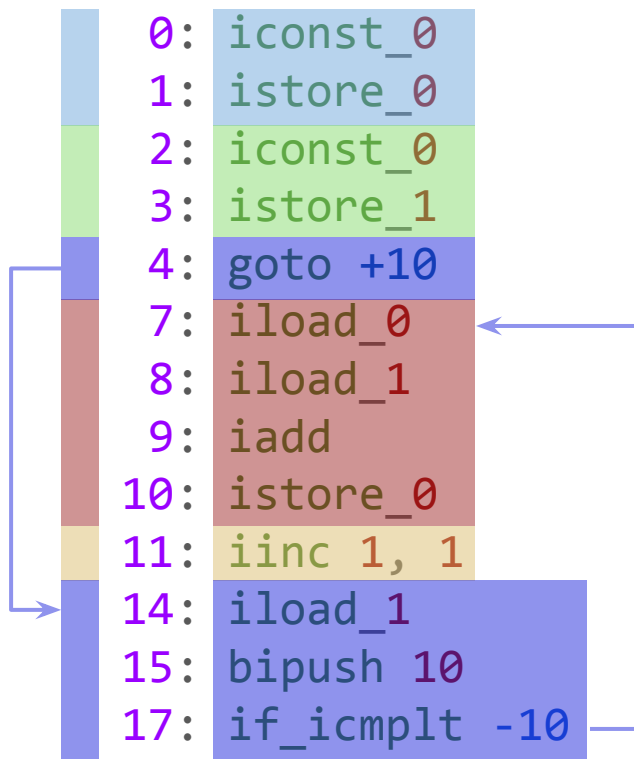 0: iconst_0
1: istore_0
2: iconst_0
3: istore_1
4: goto +10
7: iload_0
8: iload_1
9: iadd
10: istore_0
11: iinc 1, 1
14: iload_1
15: bipush 10
17: if_icmplt -10